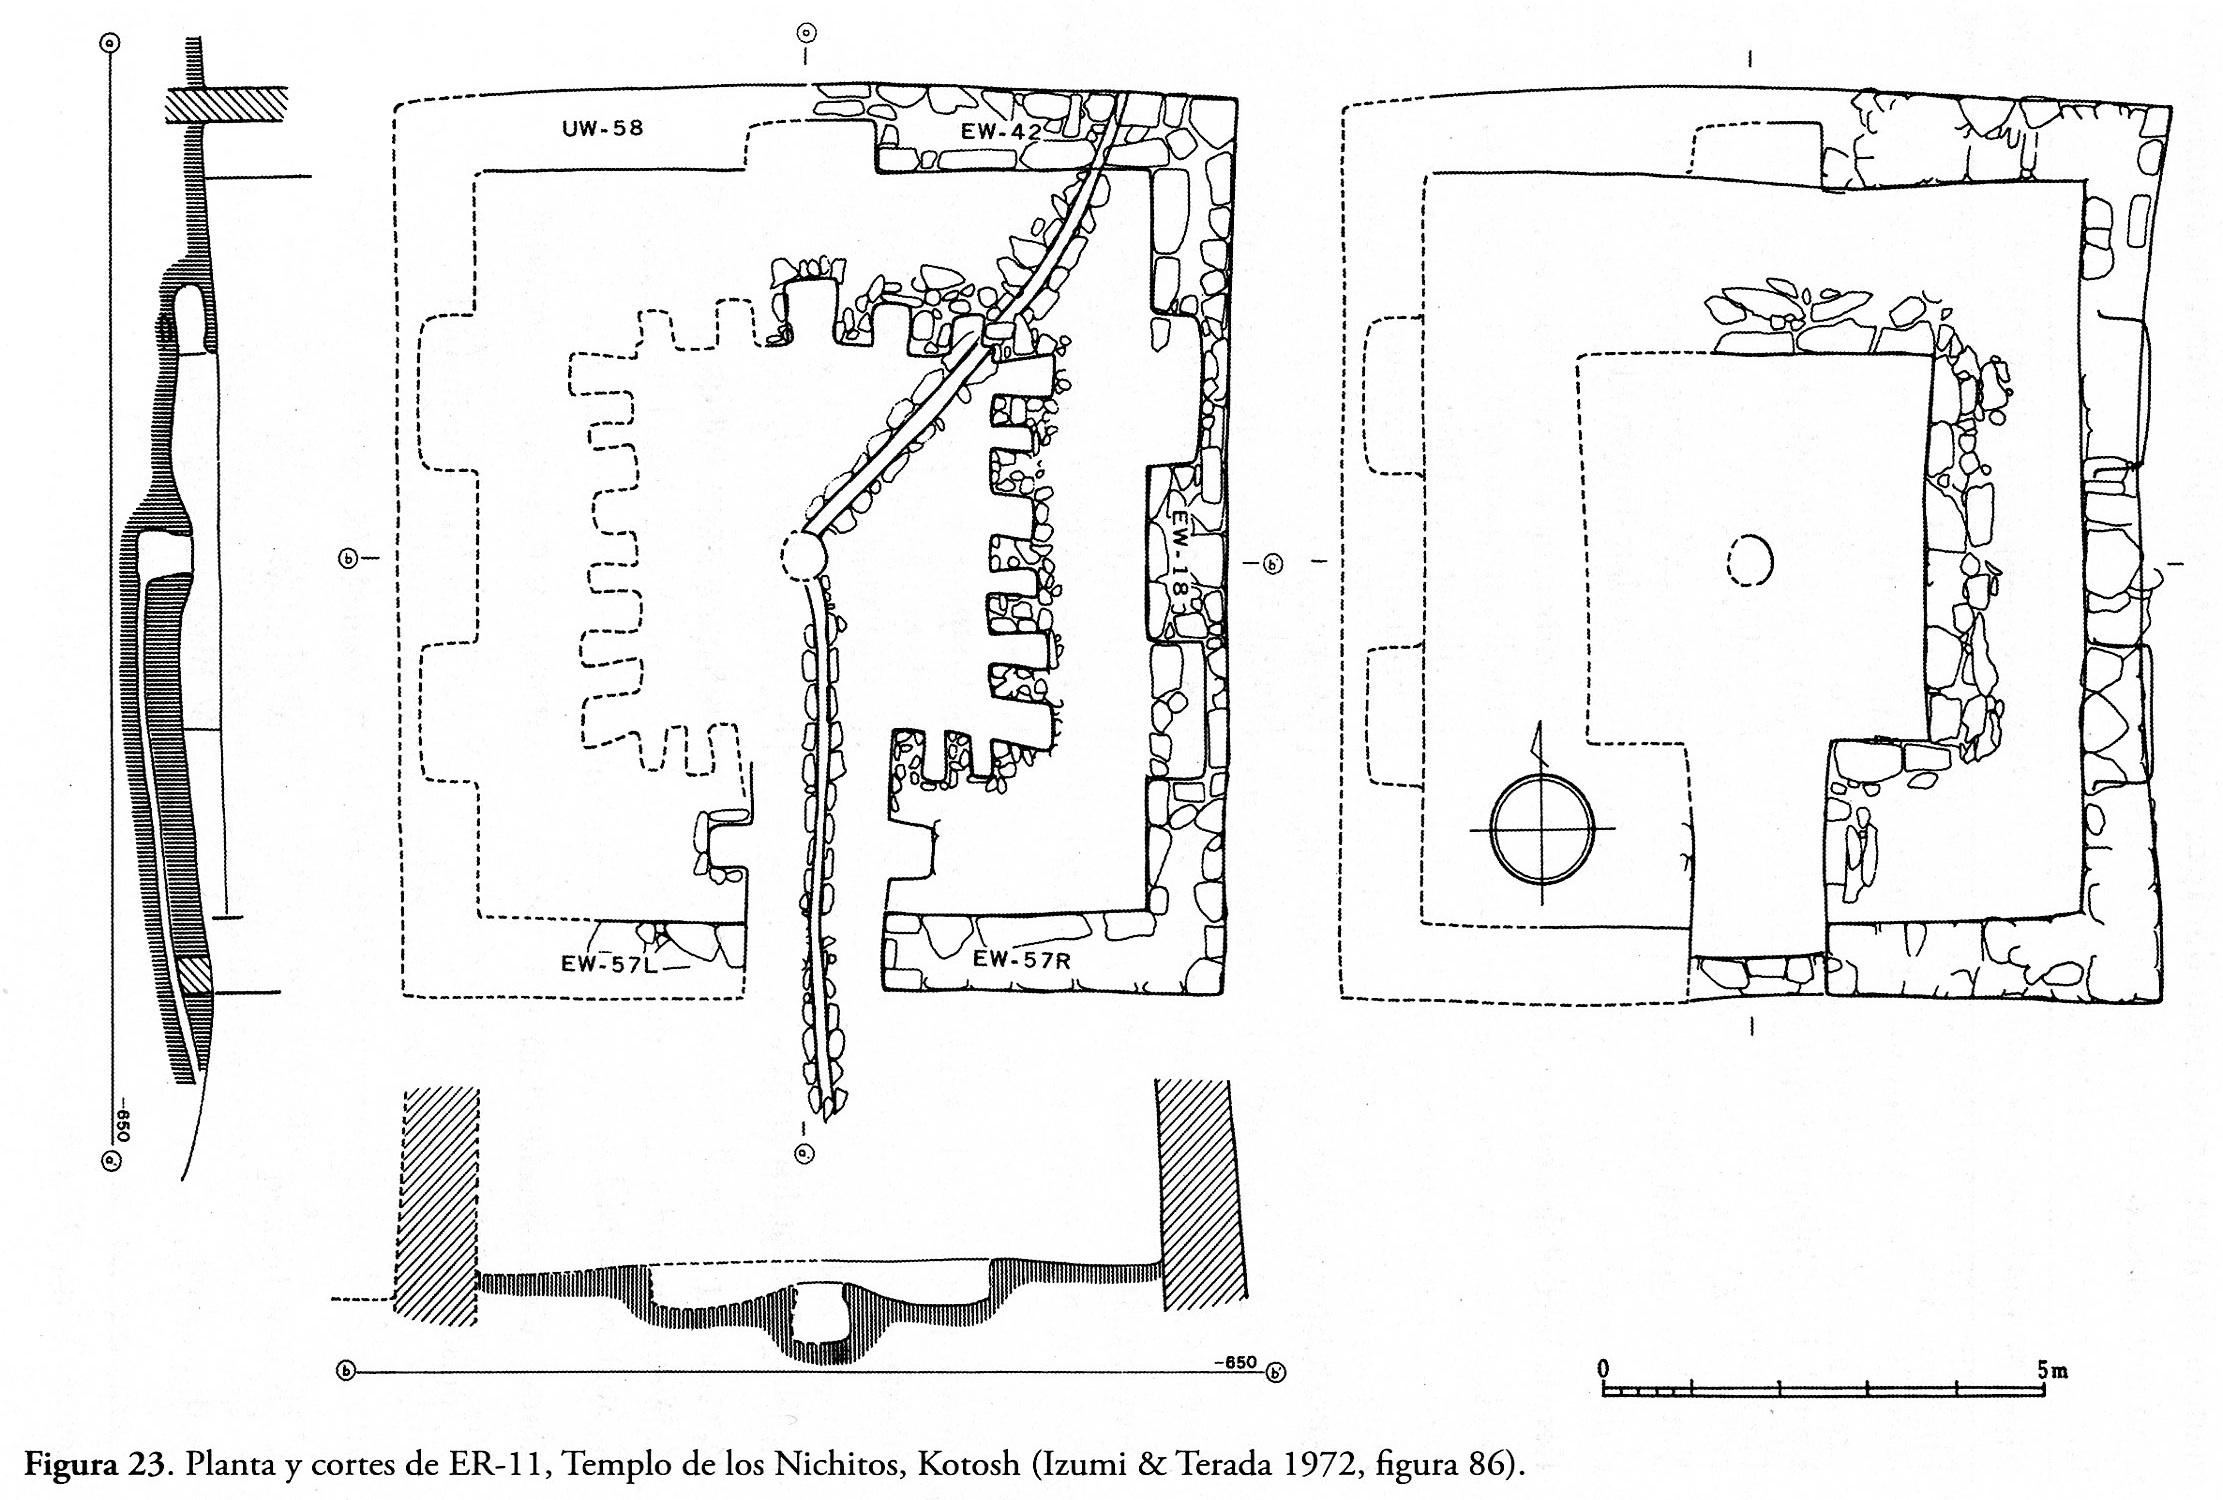 UW-58
EW-42
EW-18
EW-57L
EW-57R
a
a'
b
b'
-650
a
a'
b
-650
b'
0
5m
Figura 23. Planta y cortes de ER-11, Templo de los Nichitos, Kotosh (Izumi & Terada 1972, figura 86).